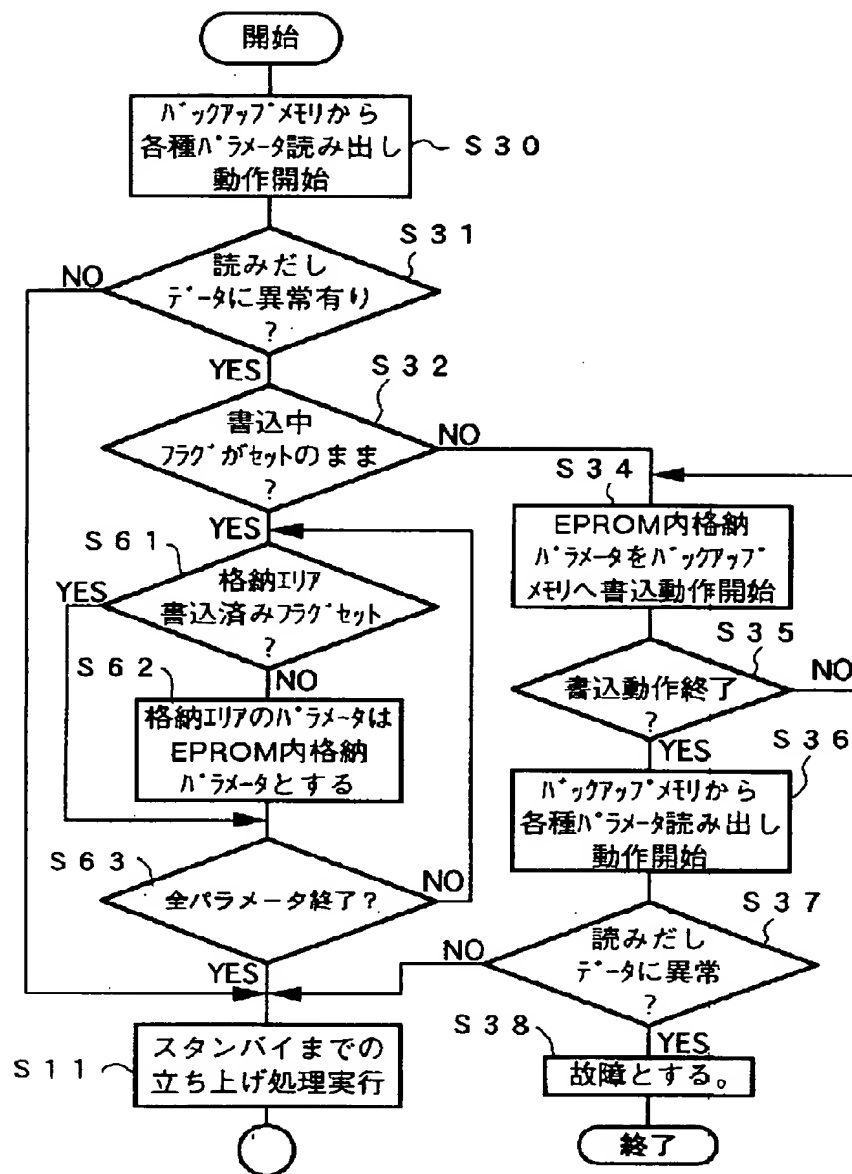 開始
バックアップメモリから
各種パラメータ読み出し
動作開始
S30
S31
読みだし
データに異常有り
?
NO
YES
S32
書込中
フラグがセットのまま
?
NO
YES
S61
格納エリア
書込済みフラグセット
?
YES
NO
S62
格納エリアのパラメータは
EPROM内格納
パラメータとする
S63
全パラメータ終了?
NO
YES
S11
スタンバイまでの
立ち上げ処理実行
S34
EPROM内格納
パラメータをバックアップ
メモリへ書込動作開始
S35
書込動作終了
?
NO
YES
S36
バックアップメモリから
各種パラメータ読み出し
動作開始
S37
読みだし
データに異常
?
NO
YES
S38
故障とする。
終了